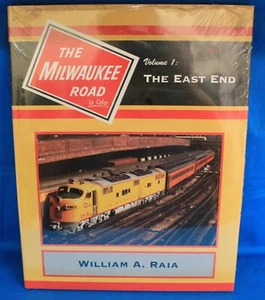 THE
MILWAUKEE
ROAD
In Color
Volume 1:
THE EAST END
WILLIAM A. RAIA